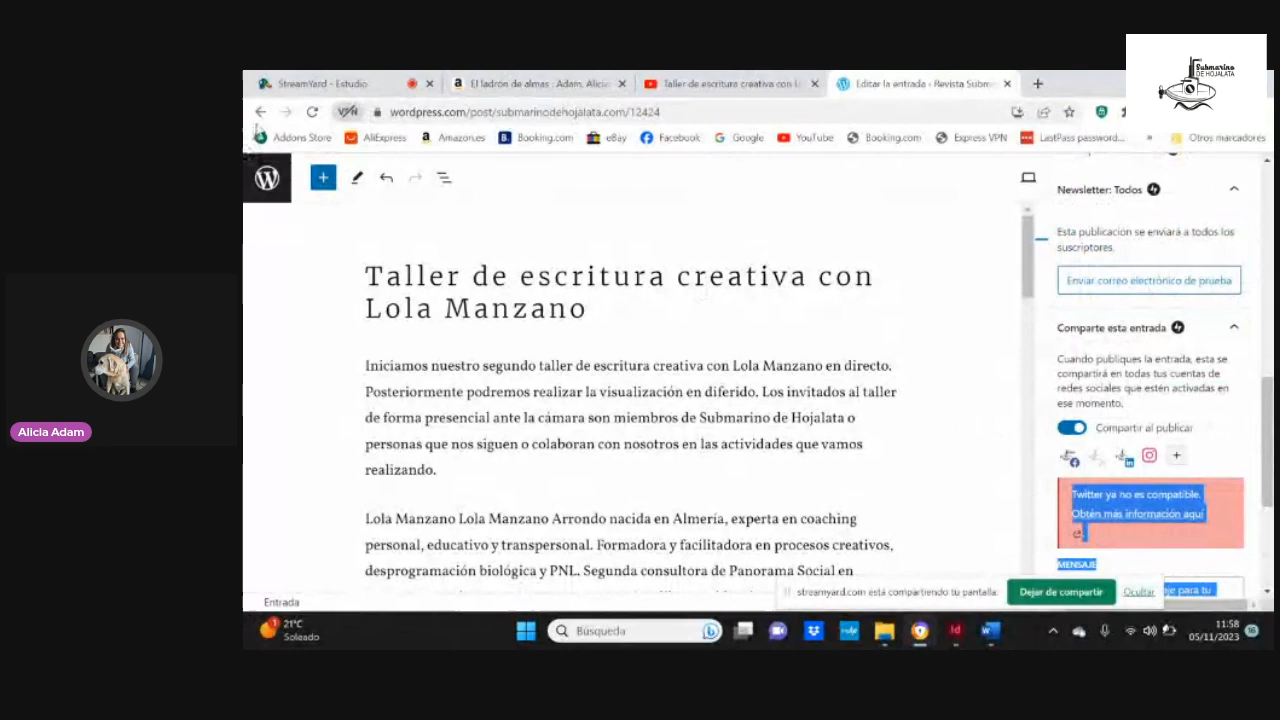 Submarino
DE HOJALATA
StreamYard - Estudio
El ladrón de almas : Adam, Alicia
Taller de escritura creativa con L
Editar la entrada ‹ Revista Subm
VPN
wordpress.com/post/submarinodehojalata.com/12424
Addons Store
AliExpress
Amazon.es
Booking.com
eBay
Facebook
Google
YouTube
Booking.com
Express VPN
LastPass password...
»
Otros marcadores
Newsletter: Todos
Esta publicación se enviará a todos los
suscriptores.
Enviar correo electrónico de prueba
Taller de escritura creativa con
Lola Manzano
Comparte esta entrada
Cuando publiques la entrada, esta se
compartirá en todas tus cuentas de
redes sociales que estén activadas en
ese momento.
Compartir al publicar
Iniciamos nuestro segundo taller de escritura creativa con Lola Manzano en directo.
Posteriormente podremos realizar la visualización en diferido. Los invitados al taller
de forma presencial ante la cámara son miembros de Submarino de Hojalata o
personas que nos siguen o colaboran con nosotros en las actividades que vamos
realizando.
Twitter ya no es compatible.
Obtén más información aquí
MENSAJE
je para tu
Lola Manzano Lola Manzano Arrondo nacida en Almería, experta en coaching
personal, educativo y transpersonal. Formadora y facilitadora en procesos creativos,
desprogramación biológica y PNL. Segunda consultora de Panorama Social en
Alicia Adam
streamyard.com está compartiendo tu pantalla.
Dejar de compartir
Ocultar
Entrada
1
21°C
Soleado
Búsqueda
11:58
05/11/2023
16